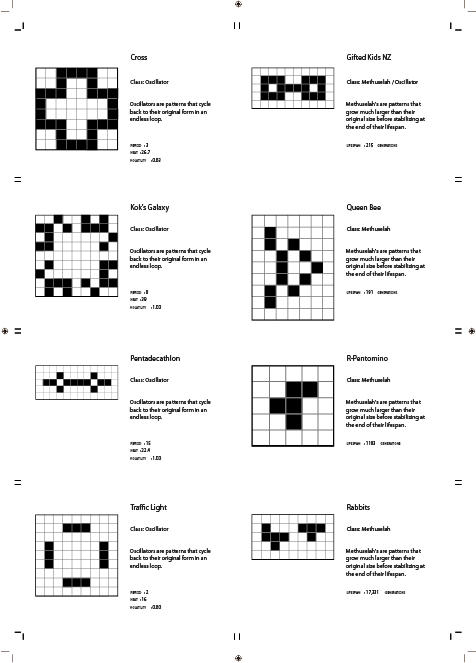 Cross
Class: Oscillator
Oscillators are patterns that cycle
back to their original form in an
endless loop.
PERIOD : 3
HEAT : 26.7
VOLATILITY : 0.83
Gifted Kids NZ
Class: Methuselah / Oscillator
Methuselah's are patterns that
grow much larger than their
original size before stabilizing at
the end of their lifespan.
LIFESPAN : 215 GENERATIONS
Kok's Galaxy
Class: Oscillator
Oscillators are patterns that cycle
back to their original form in an
endless loop.
PERIOD : 8
HEAT : 39
VOLATILITY : 1.00
Queen Bee
Class: Methuselah
Methuselah's are patterns that
grow much larger than their
original size before stabilizing at
the end of their lifespan.
LIFESPAN : 191 GENERATIONS
Pentadecathlon
Class: Oscillator
Oscillators are patterns that cycle
back to their original form in an
endless loop.
PERIOD : 15
HEAT : 22.4
VOLATILITY : 1.00
R-Pentomino
Class: Methuselah
Methuselah's are patterns that
grow much larger than their
original size before stabilizing at
the end of their lifespan.
LIFESPAN : 1103 GENERATIONS
Traffic Light
Class: Oscillator
Oscillators are patterns that cycle
back to their original form in an
endless loop.
PERIOD : 2
HEAT : 16
VOLATILITY : 0.80
Rabbits
Class: Methuselah
Methuselah's are patterns that
grow much larger than their
original size before stabilizing at
the end of their lifespan.
LIFESPAN : 17,331 GENERATIONS